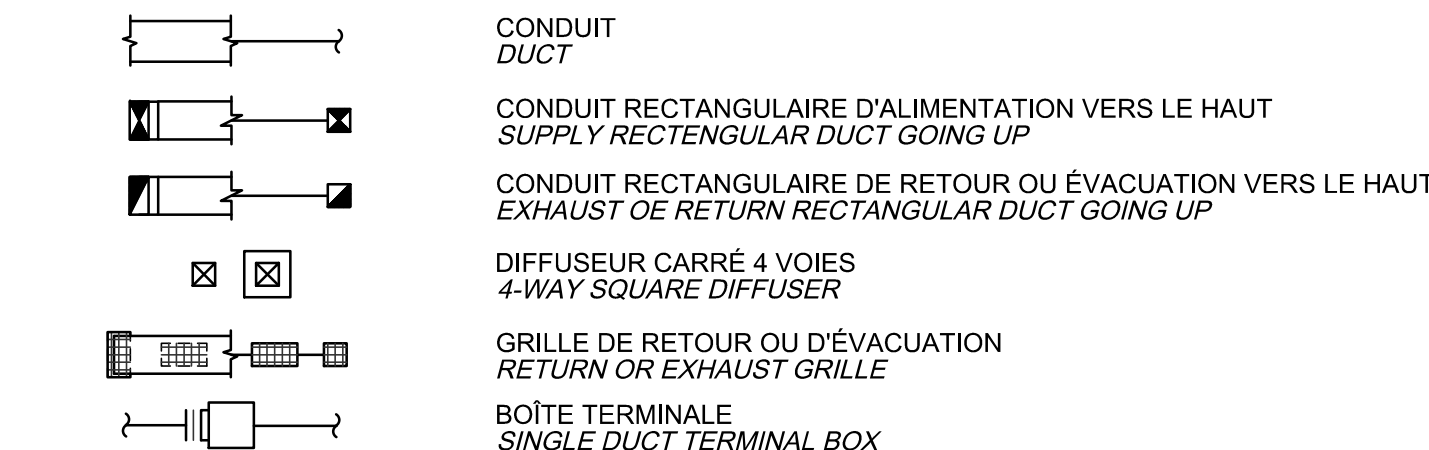 CONDUIT
DUCT
CONDUIT RECTANGULAIRE D'ALIMENTATION VERS LE HAUT
SUPPLY RECTENGULAR DUCT GOING UP
CONDUIT RECTANGULAIRE DE RETOUR OU ÉVACUATION VERS LE HAUT
EXHAUST OE RETURN RECTANGULAR DUCT GOING UP
DIFFUSEUR CARRÉ 4 VOIES
4-WAY SQUARE DIFFUSER
GRILLE DE RETOUR OU D'ÉVACUATION
RETURN OR EXHAUST GRILLE
BOÎTE TERMINALE
SINGLE DUCT TERMINAL BOX